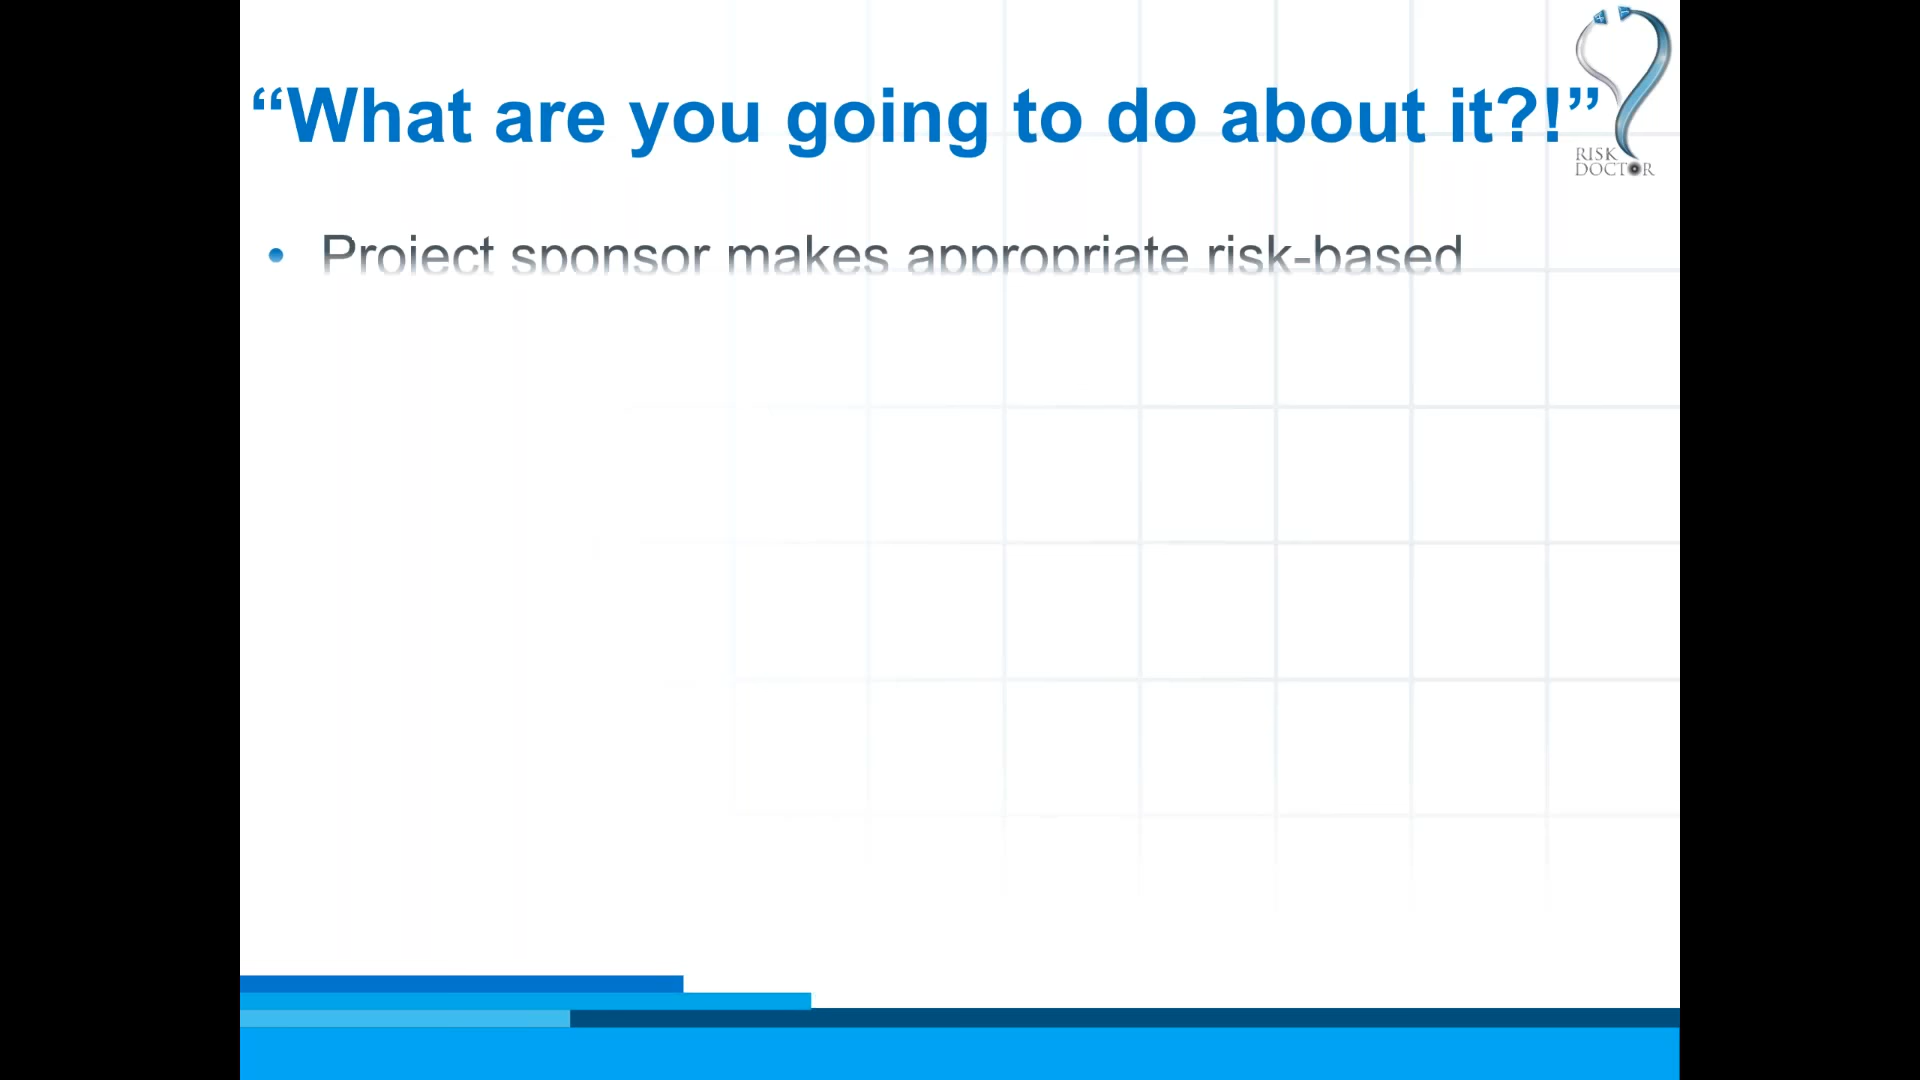 “What are you going to do about it?!”
RISK
DOCTOR
• Project sponsor makes appropriate risk-based